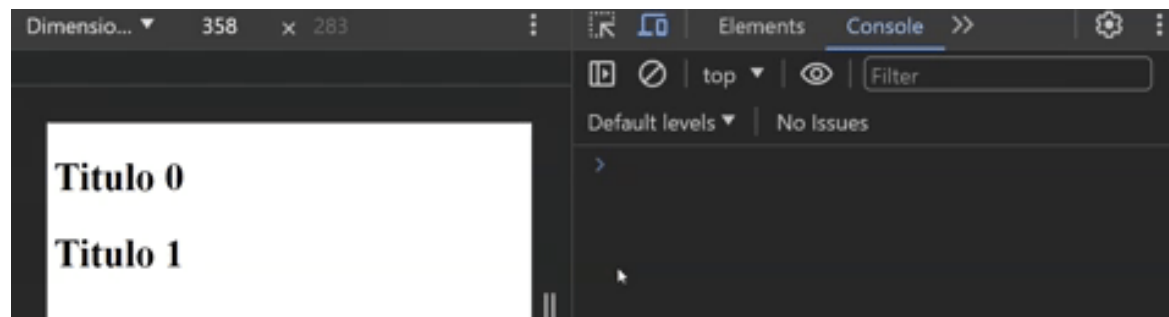 Dimensio... ▼ 358 × 283
Elements Console >>
top ▼ Filter
Default levels ▼ No Issues
>
Titulo 0
Titulo 1